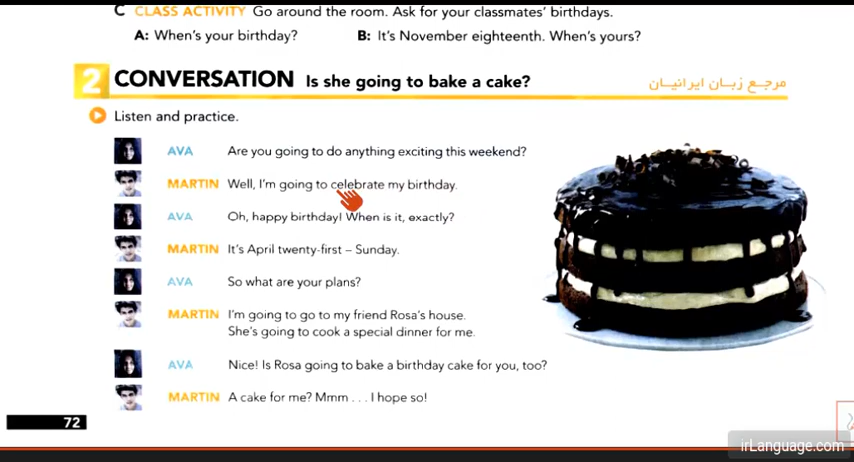 C CLASS ACTIVITY Go around the room. Ask for your classmates' birthdays.
A: When's your birthday? B: It's November eighteenth. When's yours?
2 CONVERSATION Is she going to bake a cake?
مرجع زبان ایرانیان
Listen and practice.
AVA Are you going to do anything exciting this weekend?
MARTIN Well, I'm going to celebrate my birthday.
AVA Oh, happy birthday! When is it, exactly?
MARTIN It's April twenty-first – Sunday.
AVA So what are your plans?
MARTIN I'm going to go to my friend Rosa's house.
She's going to cook a special dinner for me.
AVA Nice! Is Rosa going to bake a birthday cake for you, too?
MARTIN A cake for me? Mmm . . . I hope so!
72
irLanguage.com